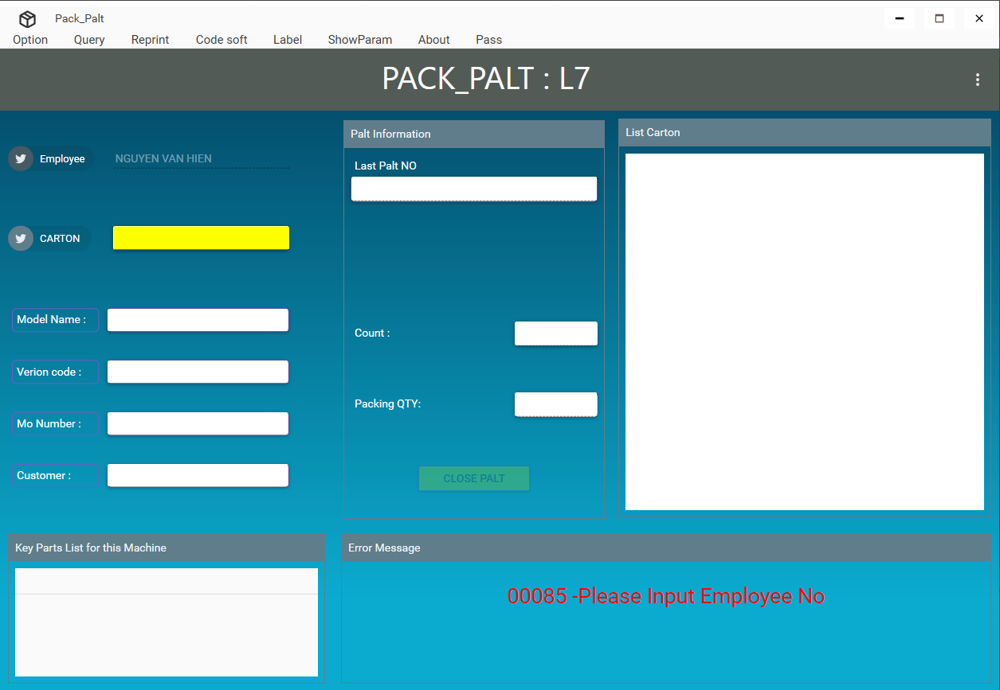 Pack_Palt
Option Query Reprint Code soft Label ShowParam About Pass
PACK_PALT : L7
Employee NGUYEN VAN HIEN
CARTON
Model Name :
Verion code :
Mo Number :
Customer :
Palt Information
Last Palt NO
Count :
Packing QTY:
CLOSE PALT
List Carton
Key Parts List for this Machine
Error Message
00085 -Please Input Employee No